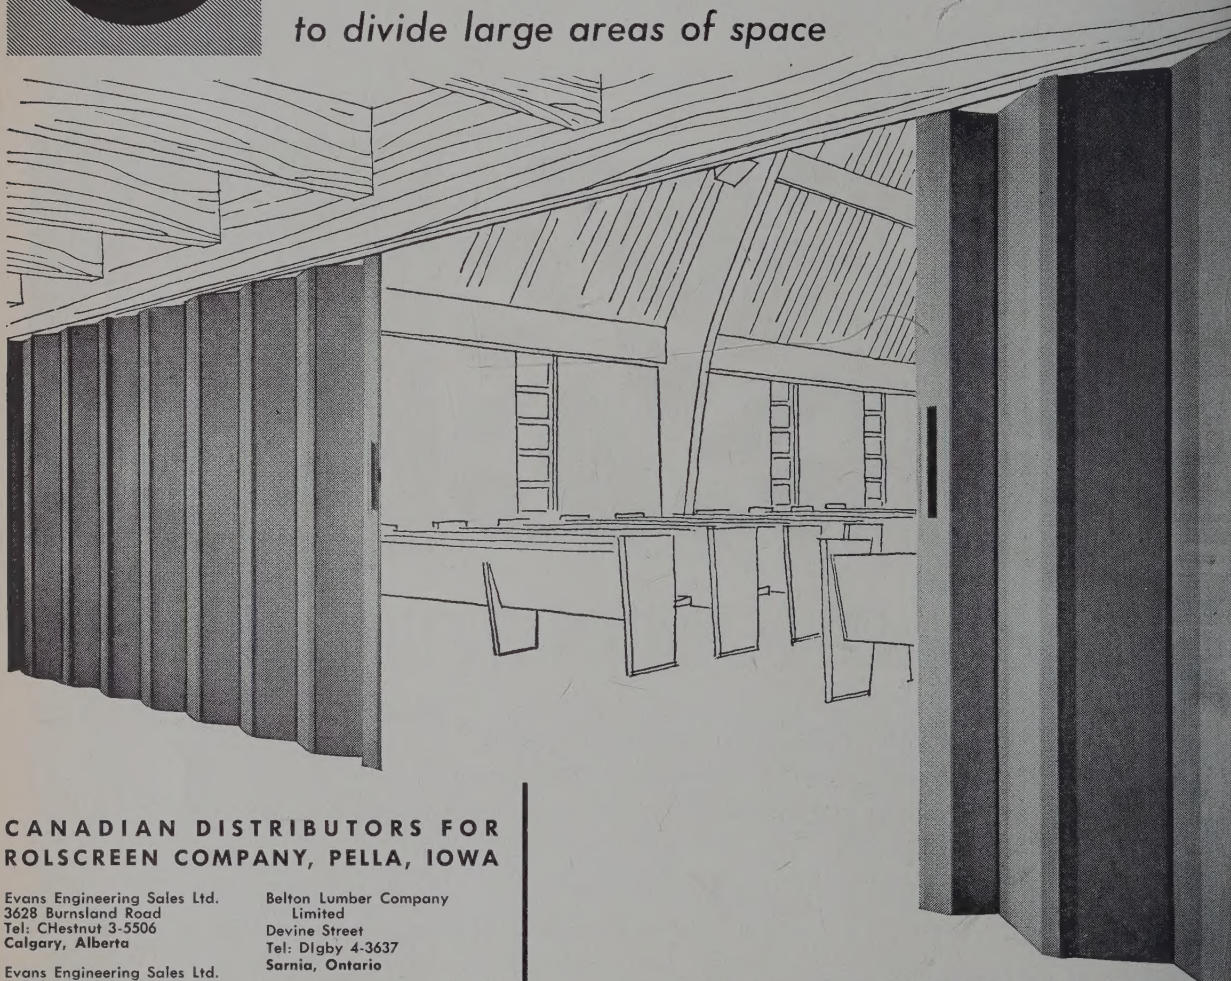 to divide large areas of space
CANADIAN DISTRIBUTORS FOR
ROLSCREEN COMPANY, PELLA, IOWA
Evans Engineering Sales Ltd.
3628 Burnsland Road
Tel: CHestnut 3-5506
Calgary, Alberta
Evans Engineering Sales Ltd.
Belton Lumber Company
Limited
Devine Street
Tel: DIgby 4-3637
Sarnia, Ontario